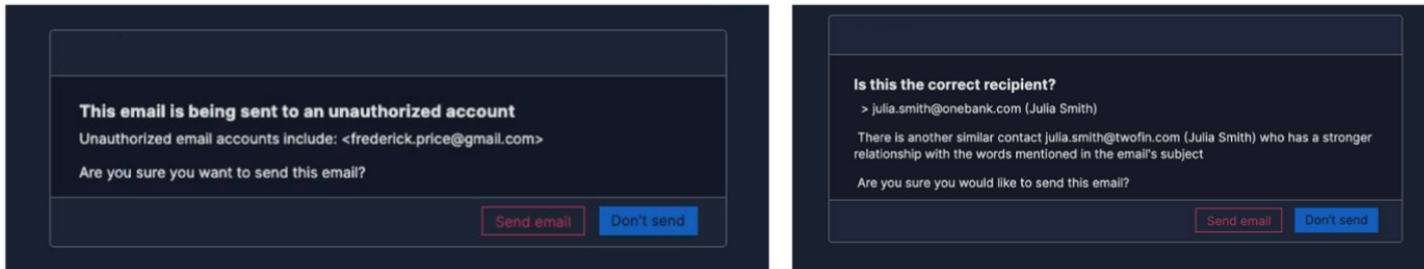 This email is being sent to an unauthorized account
Unauthorized email accounts include: <frederick.price@gmail.com>
Are you sure you want to send this email?
Send email
Don't send
Is this the correct recipient?
> julia.smith@onebank.com (Julia Smith)
There is another similar contact julia.smith@twofin.com (Julia Smith) who has a stronger
relationship with the words mentioned in the email's subject
Are you sure you would like to send this email?
Send email
Don't send